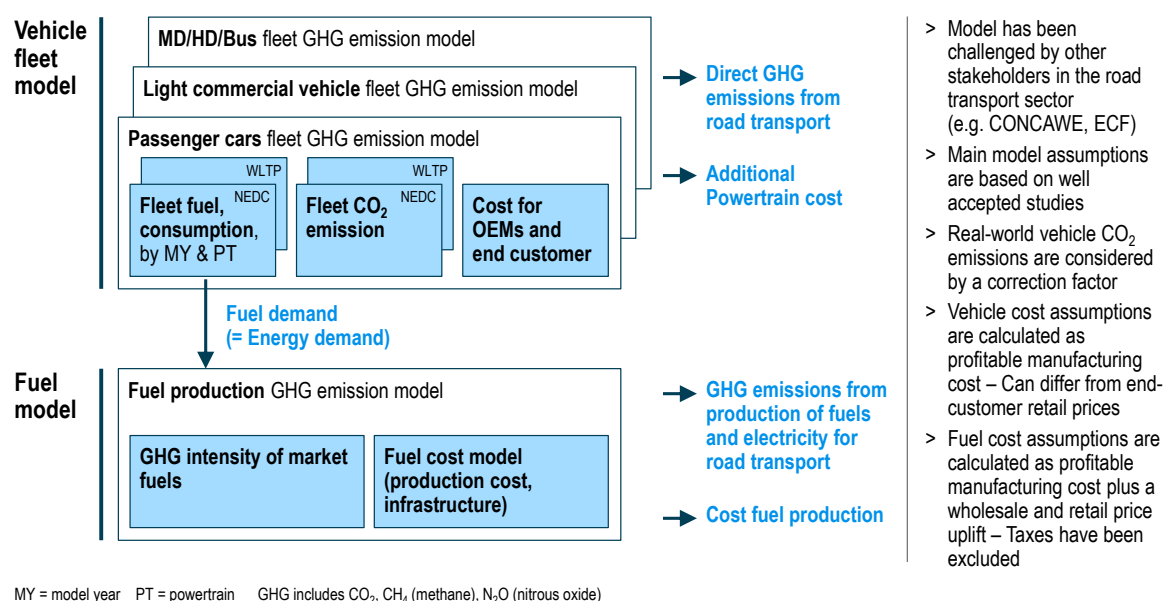 Vehicle
fleet
model
MD/HD/Bus fleet GHG emission model
Light commercial vehicle fleet GHG emission model
Passenger cars fleet GHG emission model
WLTP
NEDC
Fleet fuel,
consumption,
by MY & PT
WLTP
NEDC
Fleet CO₂
emission
Cost for
OEMs and
end customer
Direct GHG
emissions from
road transport
Additional
Powertrain cost
Fuel demand
(= Energy demand)
Fuel
model
Fuel production GHG emission model
GHG intensity of market
fuels
Fuel cost model
(production cost,
infrastructure)
GHG emissions from
production of fuels
and electricity for
road transport
Cost fuel production
> Model has been
challenged by other
stakeholders in the road
transport sector
(e.g. CONCAWE, ECF)
> Main model assumptions
are based on well
accepted studies
> Real-world vehicle CO₂
emissions are considered
by a correction factor
> Vehicle cost assumptions
are calculated as
profitable manufacturing
cost – Can differ from end-
customer retail prices
> Fuel cost assumptions are
calculated as profitable
manufacturing cost plus a
wholesale and retail price
uplift – Taxes have been
excluded
MY = model year PT = powertrain GHG includes CO₂, CH₄ (methane), N₂O (nitrous oxide)